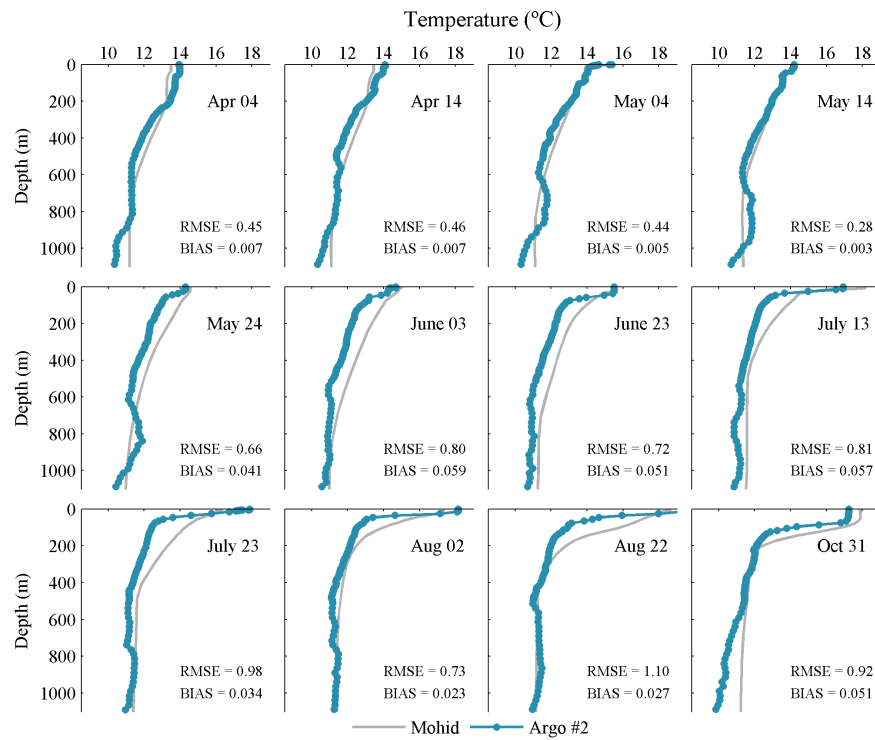 Temperature (ºC)
10 12 14 16 18 10 12 14 16 18 10 12 14 16 18 10 12 14 16 18
0
200
400
600
800
1000
Depth (m)
Apr 04
RMSE = 0.45
BIAS = 0.007
Apr 14
RMSE = 0.46
BIAS = 0.007
May 04
RMSE = 0.44
BIAS = 0.005
May 14
RMSE = 0.28
BIAS = 0.003
0
200
400
600
800
1000
Depth (m)
May 24
RMSE = 0.66
BIAS = 0.041
June 03
RMSE = 0.80
BIAS = 0.059
June 23
RMSE = 0.72
BIAS = 0.051
July 13
RMSE = 0.81
BIAS = 0.057
0
200
400
600
800
1000
Depth (m)
July 23
RMSE = 0.98
BIAS = 0.034
Aug 02
RMSE = 0.73
BIAS = 0.023
Aug 22
RMSE = 1.10
BIAS = 0.027
Oct 31
RMSE = 0.92
BIAS = 0.051
Mohid Argo #2